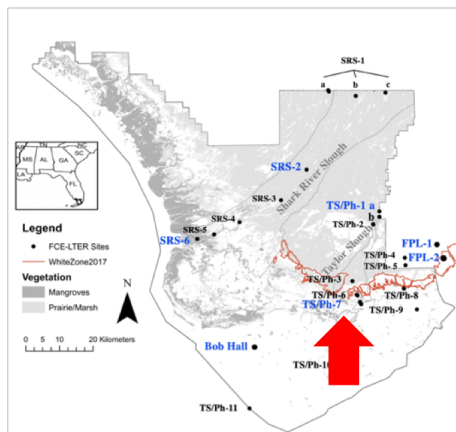 SRS-1
a b c
NC
SC
MS AL GA
LA
FL
SRS-2
Shark River Slough
SRS-3
SRS-4
SRS-5
SRS-6
TS/Ph-1 a
b
TS/Ph-2
Taylor Slough
FPL-1
FPL-2
TS/Ph-4
TS/Ph-5
TS/Ph-3
TS/Ph-6
TS/Ph-7
TS/Ph-8
TS/Ph-9
Bob Hall
TS/Ph-10
TS/Ph-11
Legend
FCE-LTER Sites
WhiteZone2017
Vegetation
Mangroves
Prairie/Marsh
N
0 5 10 20 Kilometers